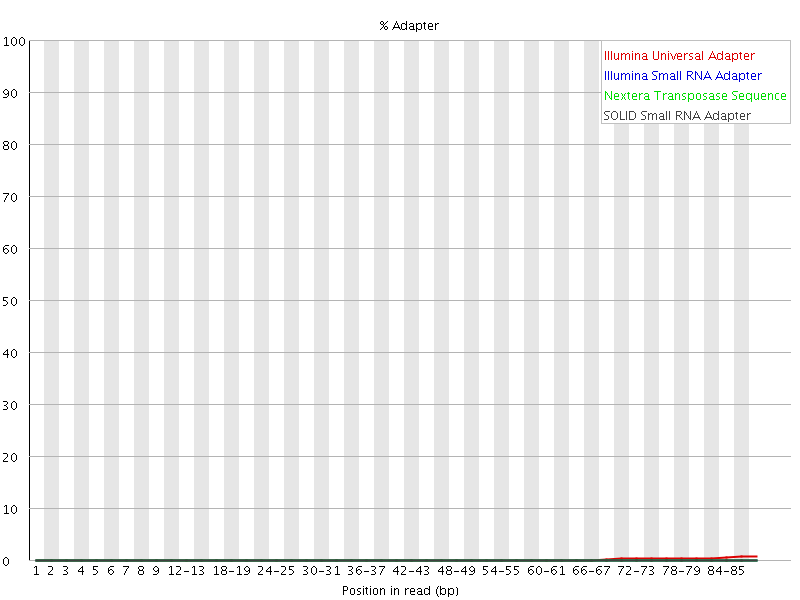 % Adapter
100
90
80
70
60
50
40
30
20
10
0
Illumina Universal Adapter
Illumina Small RNA Adapter
Nextera Transposase Sequence
SOLID Small RNA Adapter
1 2 3 4 5 6 7 8 9 12-13 18-19 24-25 30-31 36-37 42-43 48-49 54-55 60-61 66-67 72-73 78-79 84-85
Position in read (bp)